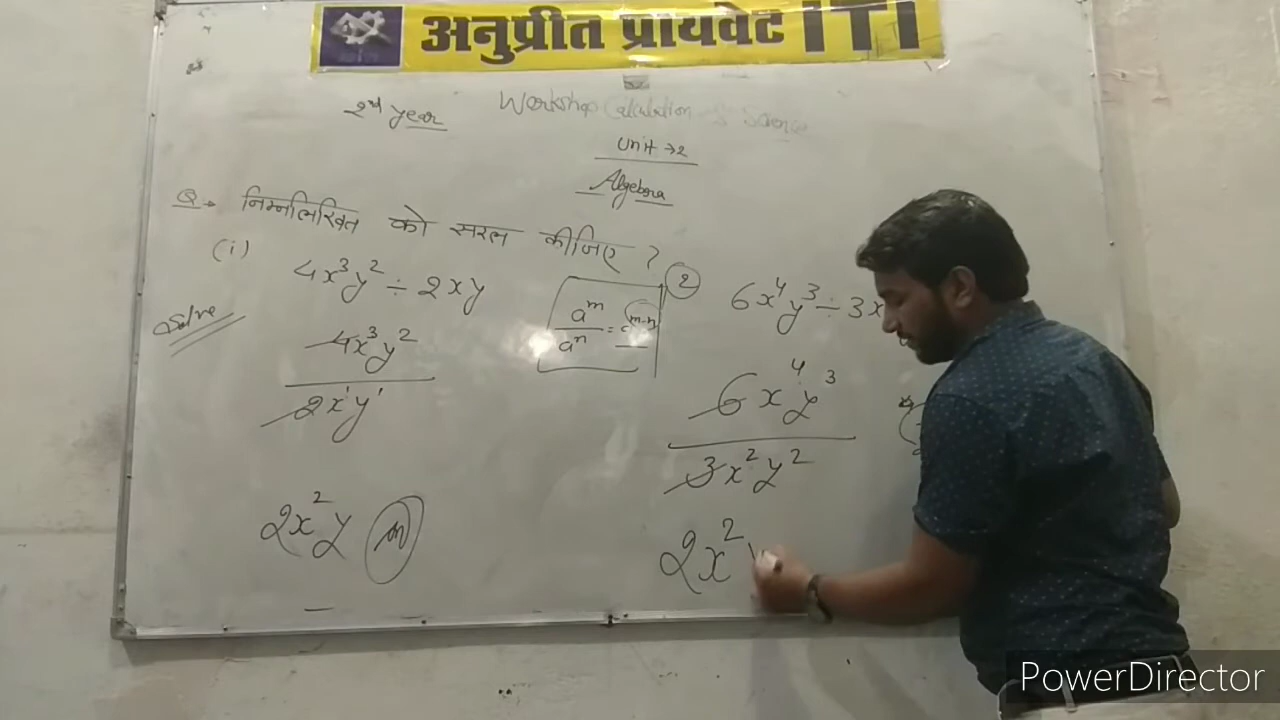 अनुप्रीत प्रायवेट iTi
2nd year
Workshop Calculation & Science
Unit → 2
Algebra
Q. निम्नलिखित को सरल कीजिए ?
(i) 4x³y² ÷ 2xy
Solve
4x³y²
2x¹y¹
2x²y
aᵐ
aⁿ = aᵐ⁻ⁿ
2
6x⁴y³ ÷ 3x
6x⁴y³
3x²y²
2x²
PowerDirector